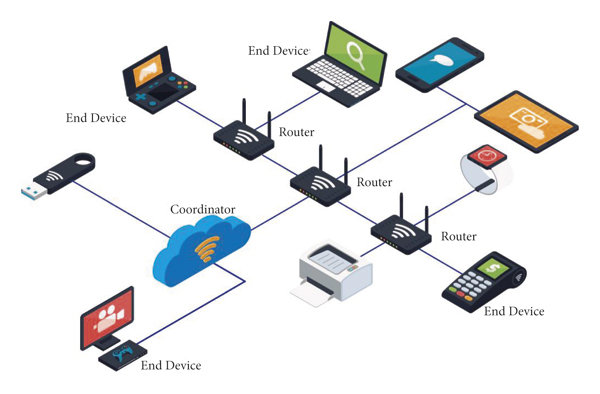 End Device
End Device
Router
Router
Coordinator
Router
$
End Device
End Device